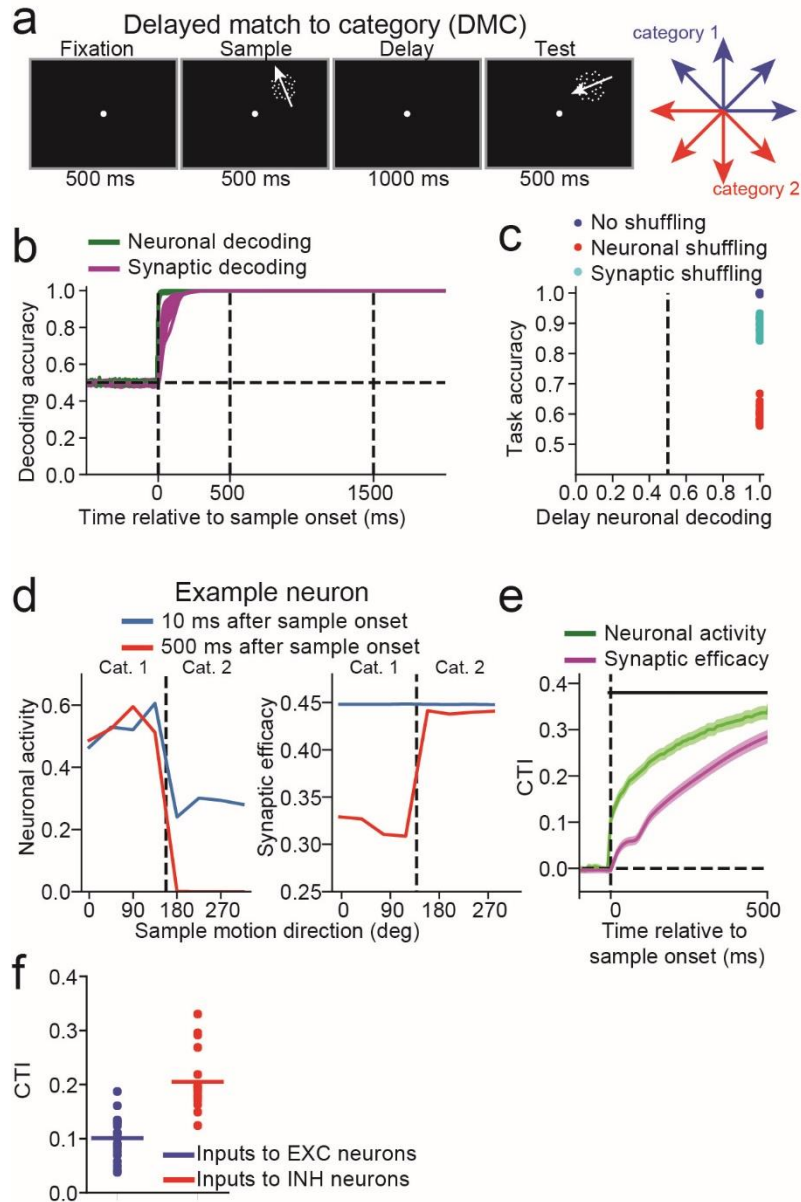 a
Delayed match to category (DMC)
Fixation Sample Delay Test
500 ms 500 ms 1000 ms 500 ms
category 1
category 2
b
Neuronal decoding
Synaptic decoding
Decoding accuracy
1.0
0.8
0.6
0.4
0.2
0.0
0 500 1500
Time relative to sample onset (ms)
c
No shuffling
Neuronal shuffling
Synaptic shuffling
Task accuracy
1.0
0.9
0.8
0.7
0.6
0.5
0.0 0.2 0.4 0.6 0.8 1.0
Delay neuronal decoding
d
Example neuron
10 ms after sample onset
500 ms after sample onset
Cat. 1 Cat. 2
Neuronal activity
0.6
0.4
0.2
0.0
0 90 180 270
Cat. 1 Cat. 2
Synaptic efficacy
0.45
0.40
0.35
0.30
0.25
0 90 180 270
Sample motion direction (deg)
e
Neuronal activity
Synaptic efficacy
CTI
0.4
0.3
0.2
0.1
0.0
0 500
Time relative to
sample onset (ms)
f
CTI
0.4
0.3
0.2
0.1
0.0
Inputs to EXC neurons
Inputs to INH neurons